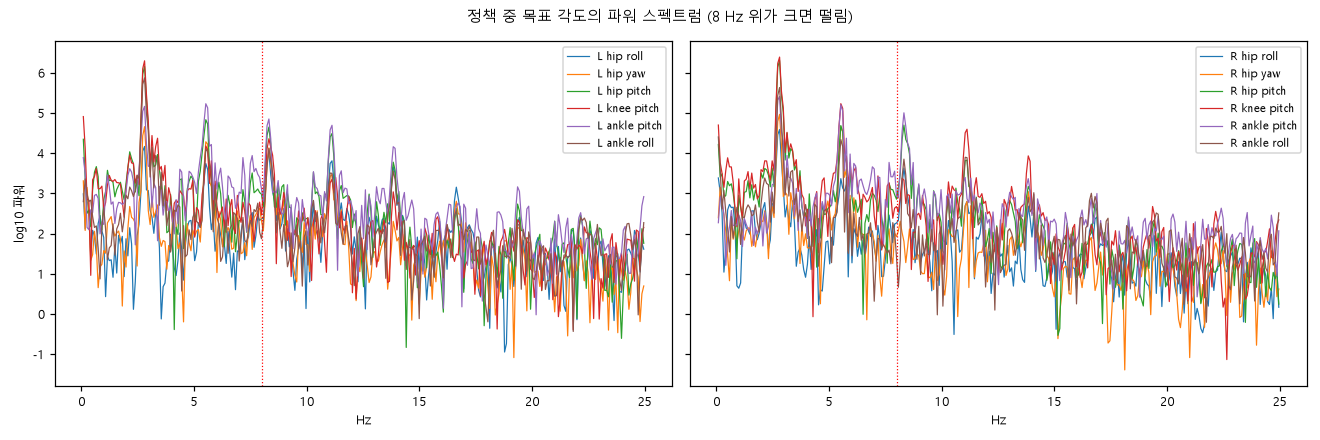 정책 중 목표 각도의 파워 스펙트럼 (8 Hz 위가 크면 떨림)
log10 파워
6
5
4
3
2
1
0
-1
L hip roll
L hip yaw
L hip pitch
L knee pitch
L ankle pitch
L ankle roll
0
5
10
15
20
25
Hz
R hip roll
R hip yaw
R hip pitch
R knee pitch
R ankle pitch
R ankle roll
0
5
10
15
20
25
Hz